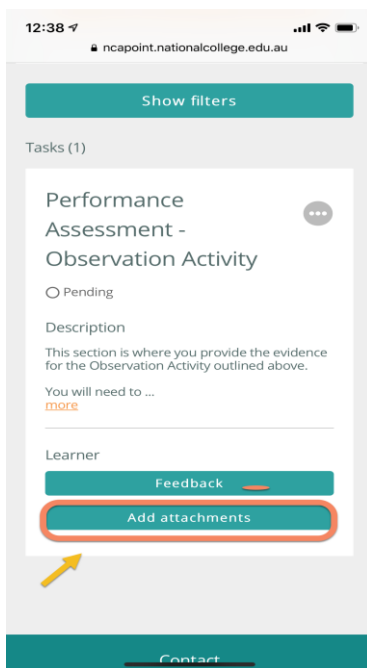 12:38
ncapoint.nationalcollege.edu.au
Show filters
Tasks (1)
Performance
Assessment -
Observation Activity
Pending
Description
This section is where you provide the evidence
for the Observation Activity outlined above.
You will need to ...
more
Learner
Feedback
Add attachments
Contact